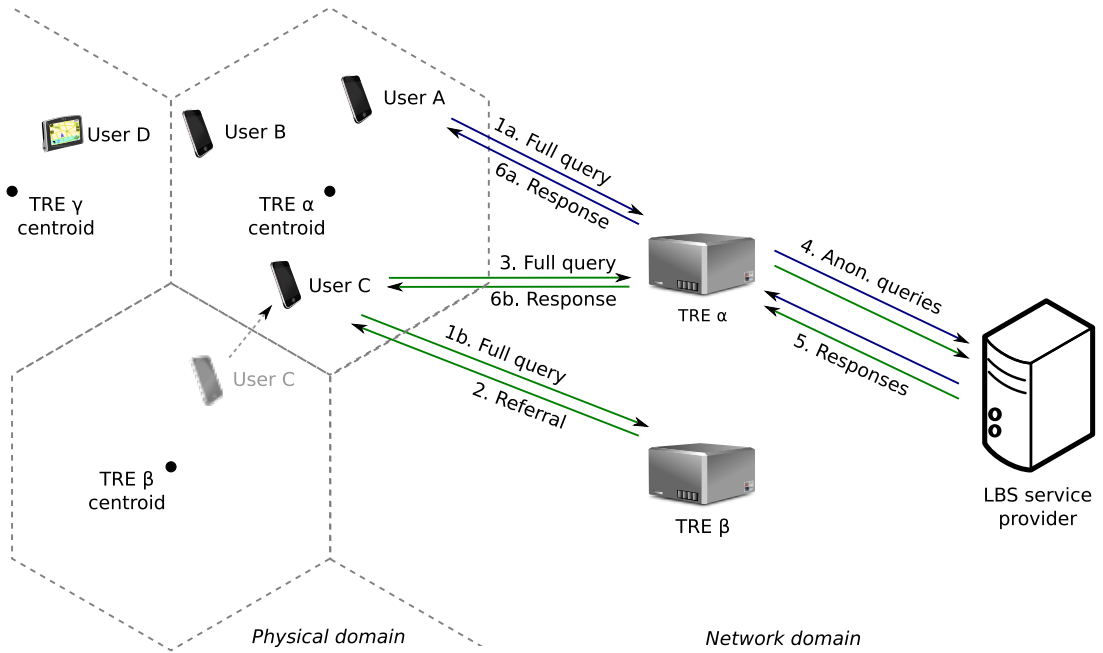 User A
User D
User B
1a. Full query
6a. Response
TRE γ
centroid
TRE α
centroid
User C
3. Full query
6b. Response
4. Anon. queries
TRE α
5. Responses
1b. Full query
2. Referral
User C
TRE β
centroid
TRE β
LBS service
provider
Physical domain
Network domain